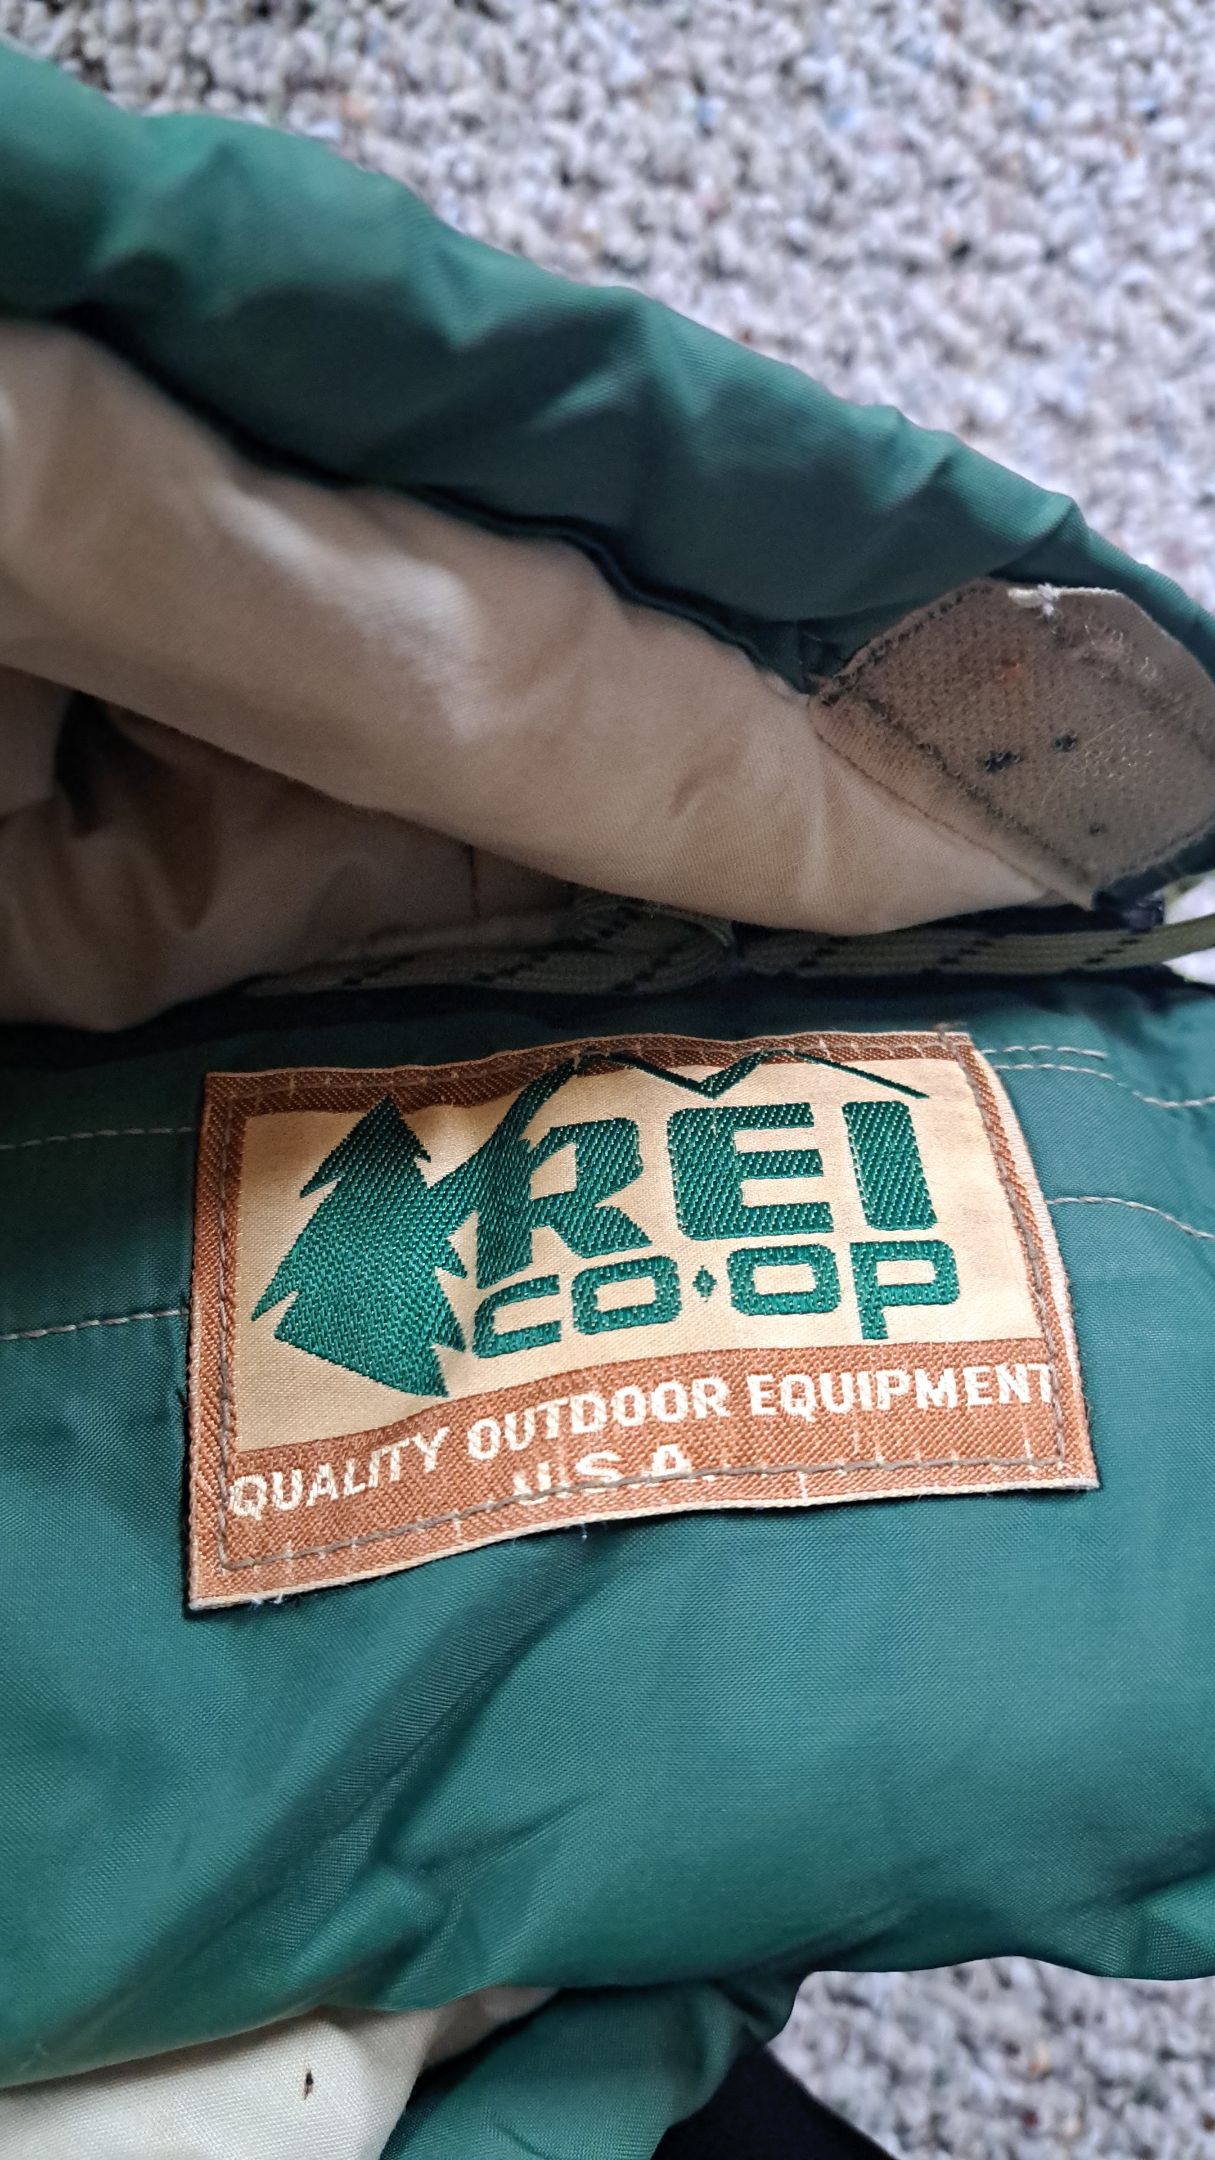 REI
CO·OP
QUALITY OUTDOOR EQUIPMENT
U.S.A.